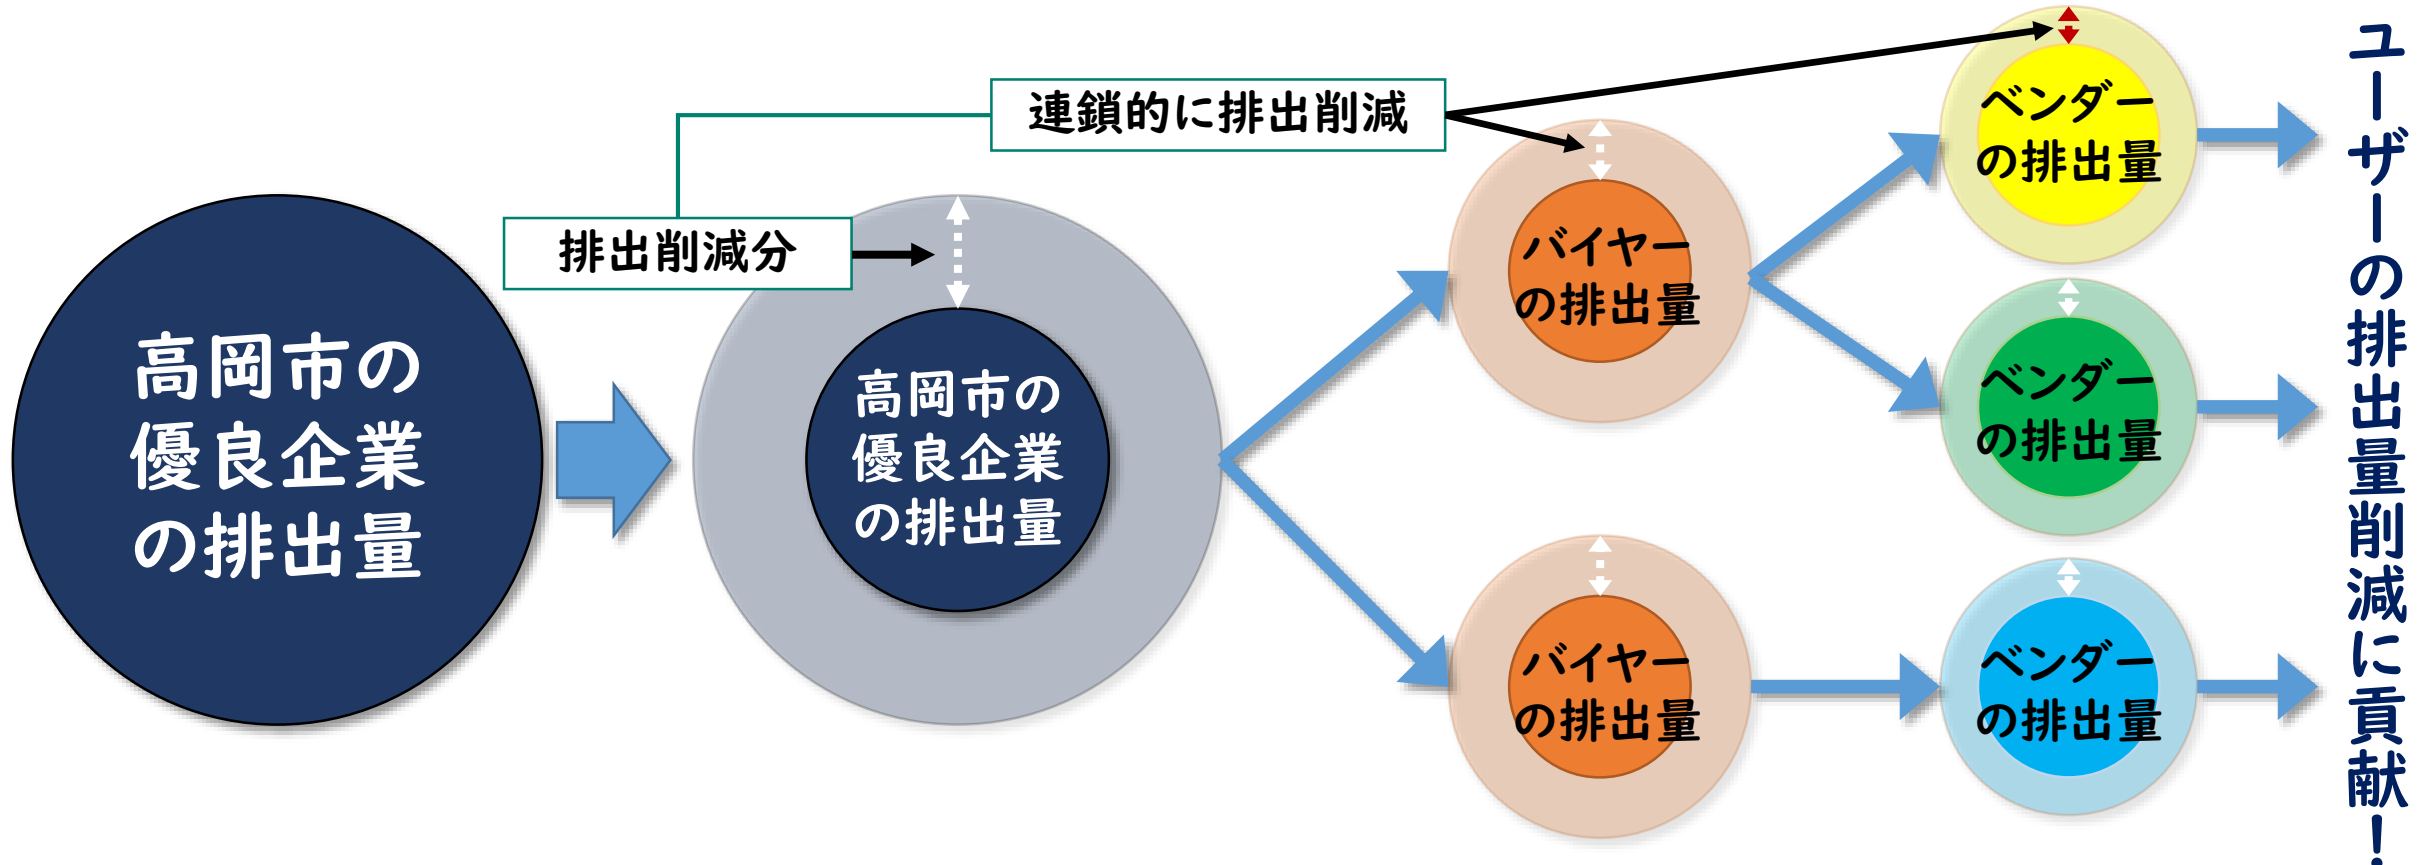 高岡市の
優良企業
の排出量
排出削減分
連鎖的に排出削減
高岡市の
優良企業
の排出量
バイヤー
の排出量
バイヤー
の排出量
ベンダー
の排出量
ベンダー
の排出量
ベンダー
の排出量
ユーザーの排出量削減に貢献！